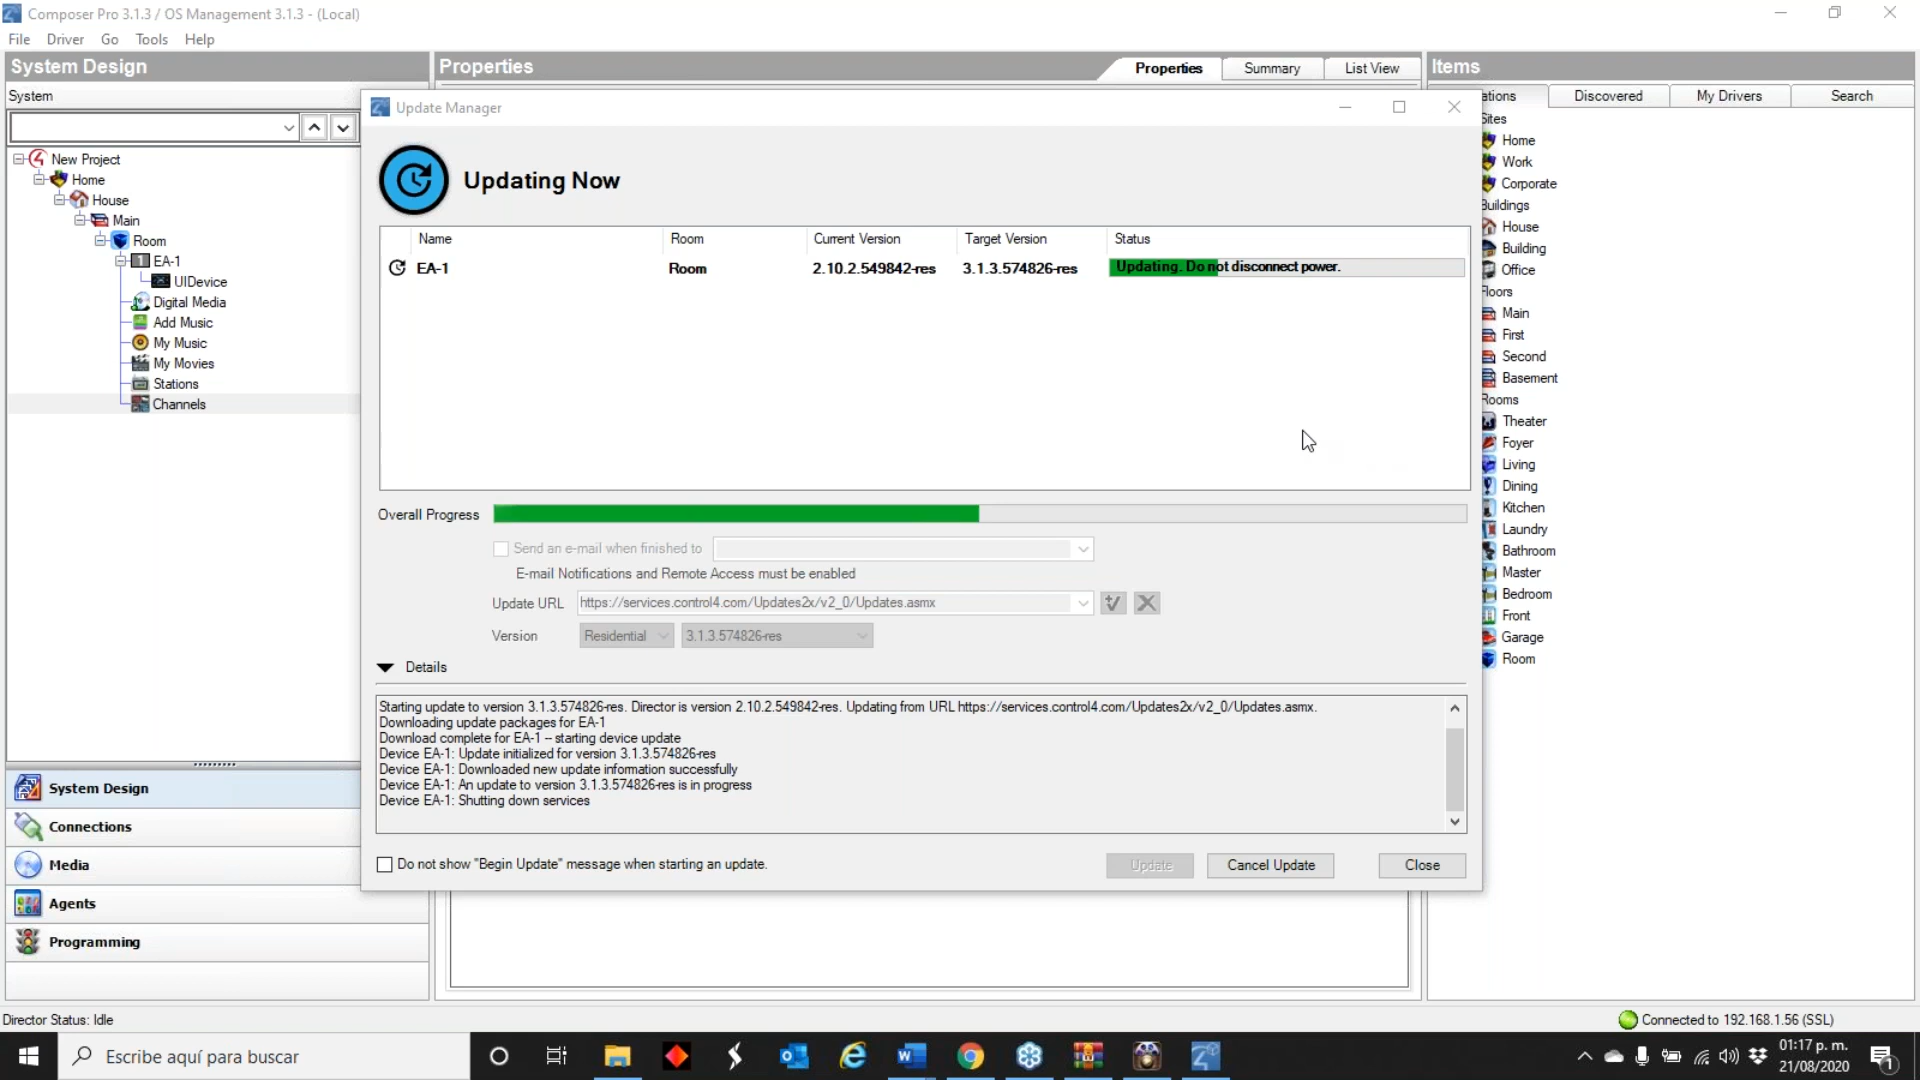 Composer Pro 3.1.3 / OS Management 3.1.3 - (Local)
File Driver Go Tools Help
System Design
System
New Project
Home
House
Main
Room
EA-1
UIDevice
Digital Media
Add Music
My Music
My Movies
Stations
Channels
System Design
Connections
Media
Agents
Programming
Properties
Properties Summary List View
Update Manager
Updating Now
Name Room Current Version Target Version Status
EA-1 Room 2.10.2.549842-res 3.1.3.574826-res Updating. Do not disconnect power.
Overall Progress
Send an e-mail when finished to
E-mail Notifications and Remote Access must be enabled
Update URL https://services.control4.com/Updates2x/v2_0/Updates.asmx
Version Residential 3.1.3.574826-res
Details
Starting update to version 3.1.3.574826-res. Director is version 2.10.2.549842-res. Updating from URL https://services.control4.com/Updates2x/v2_0/Updates.asmx.
Downloading update packages for EA-1
Download complete for EA-1 -- starting device update
Device EA-1: Update initialized for version 3.1.3.574826-res
Device EA-1: Downloaded new update information successfully
Device EA-1: An update to version 3.1.3.574826-res is in progress
Device EA-1: Shutting down services
Do not show "Begin Update" message when starting an update.
Update Cancel Update Close
Items
ations Discovered My Drivers Search
Sites
Home
Work
Corporate
Buildings
House
Building
Office
Floors
Main
First
Second
Basement
Rooms
Theater
Foyer
Living
Dining
Kitchen
Laundry
Bathroom
Master
Bedroom
Front
Garage
Room
Director Status: Idle
Connected to 192.168.1.56 (SSL)
Escribe aquí para buscar
01:17 p. m.
21/08/2020
1